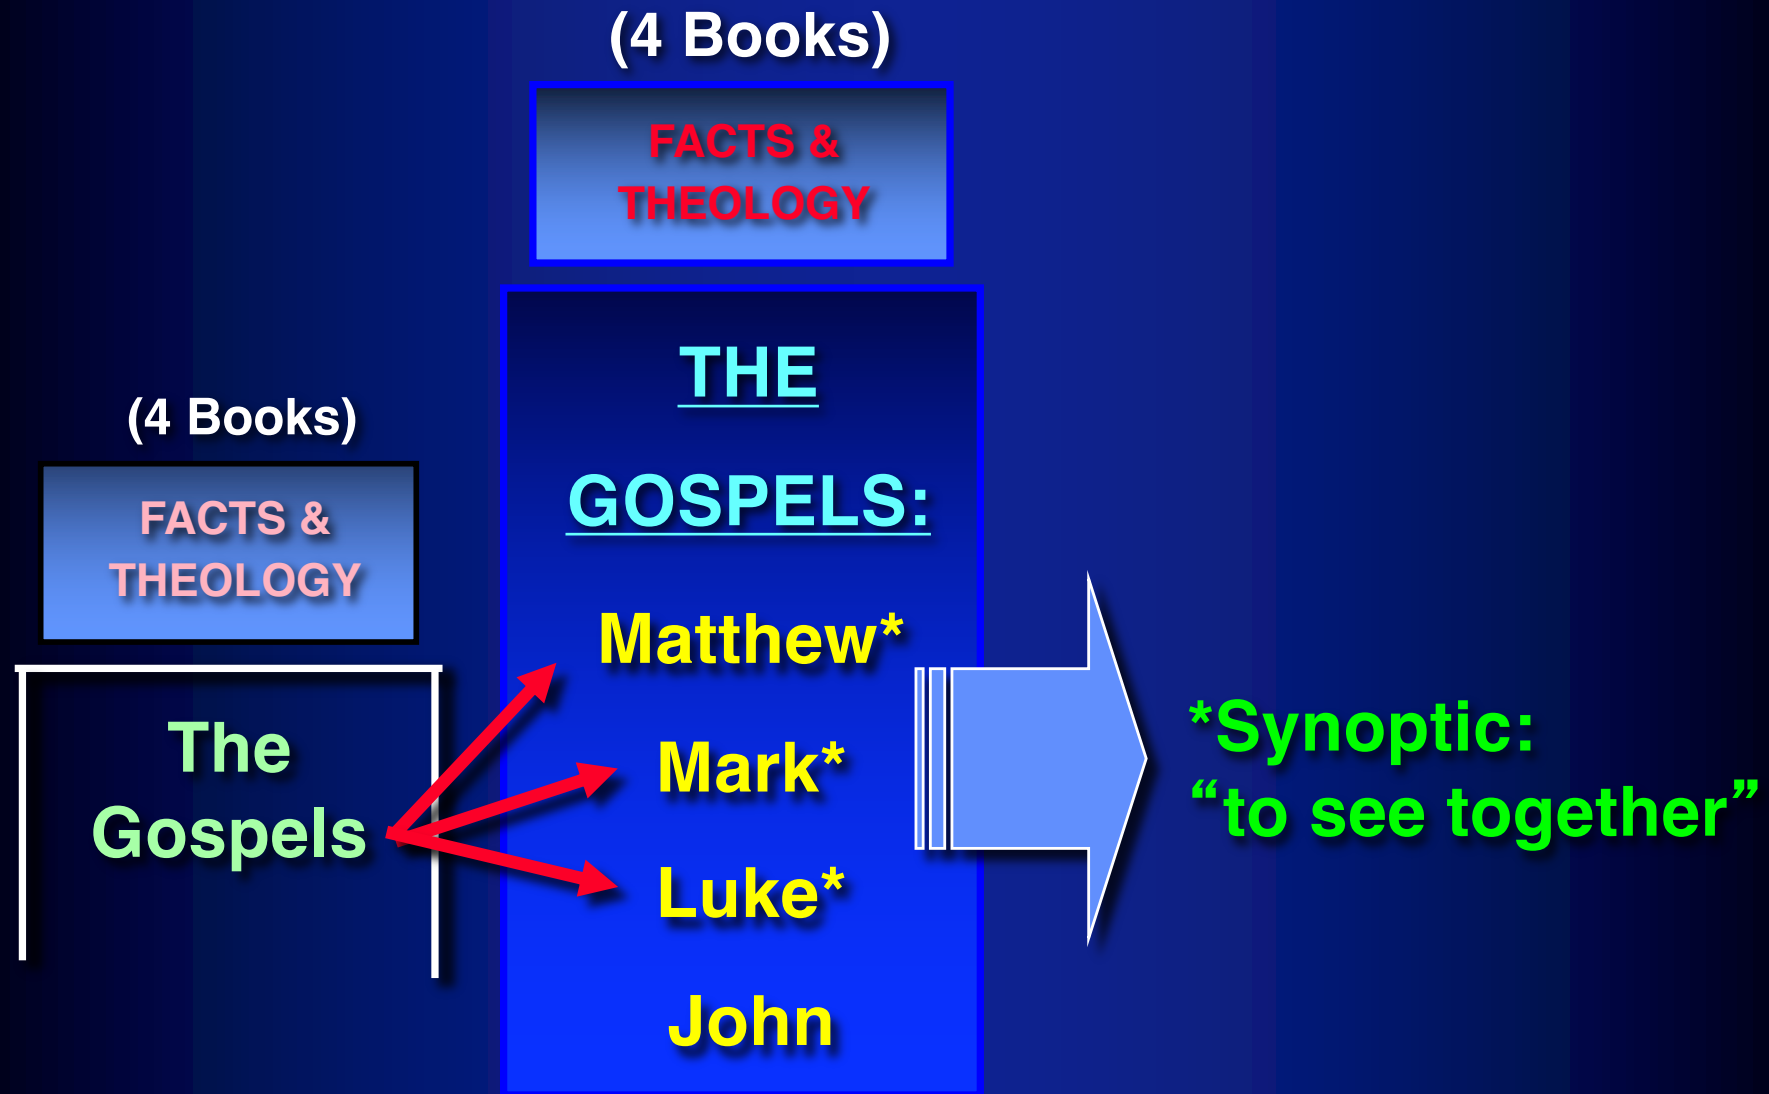 (4 Books)
FACTS &
THEOLOGY
(4 Books)
FACTS &
THEOLOGY
The
Gospels
THE
GOSPELS:
Matthew*
Mark*
Luke*
John
*Synoptic:
“to see together”